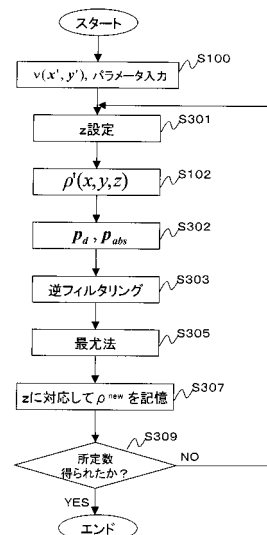 スタート
S100
v(x', y'), パラメータ入力
S301
z設定
S102
ρ'(x,y,z)
S302
p_d , p_abs
S303
逆フィルタリング
S305
最尤法
S307
zに対応してρ^newを記憶
S309
所定数
得られたか?
NO
YES
エンド